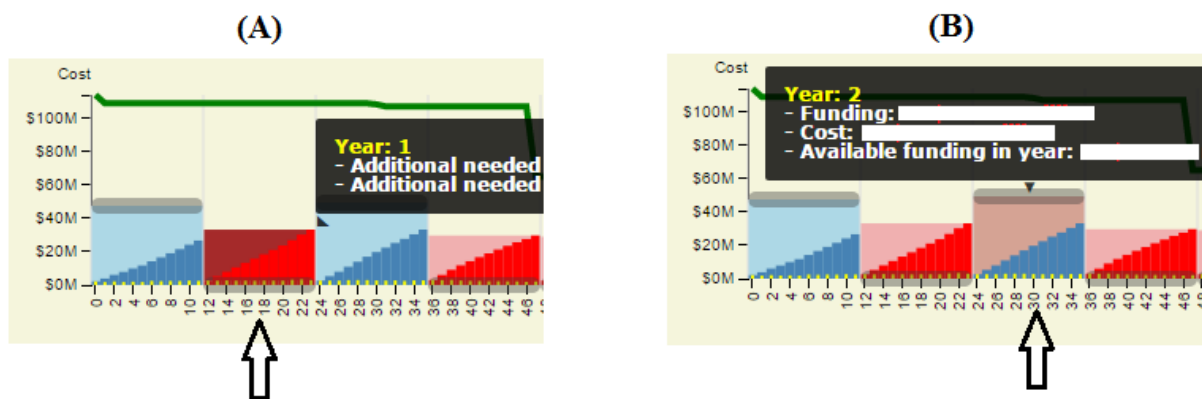 (A)
Cost
$100M
$80M
$60M
$40M
$20M
$0M
0 2 4 6 8 10 12 14 16 18 20 22 24 26 28 30 32 34 36 38 40 42 44 46
Year: 1
- Additional needed
- Additional needed
(B)
Cost
$100M
$80M
$60M
$40M
$20M
$0M
0 2 4 6 8 10 12 14 16 18 20 22 24 26 28 30 32 34 36 38 40 42 44 46
Year: 2
- Funding:
- Cost:
- Available funding in year: